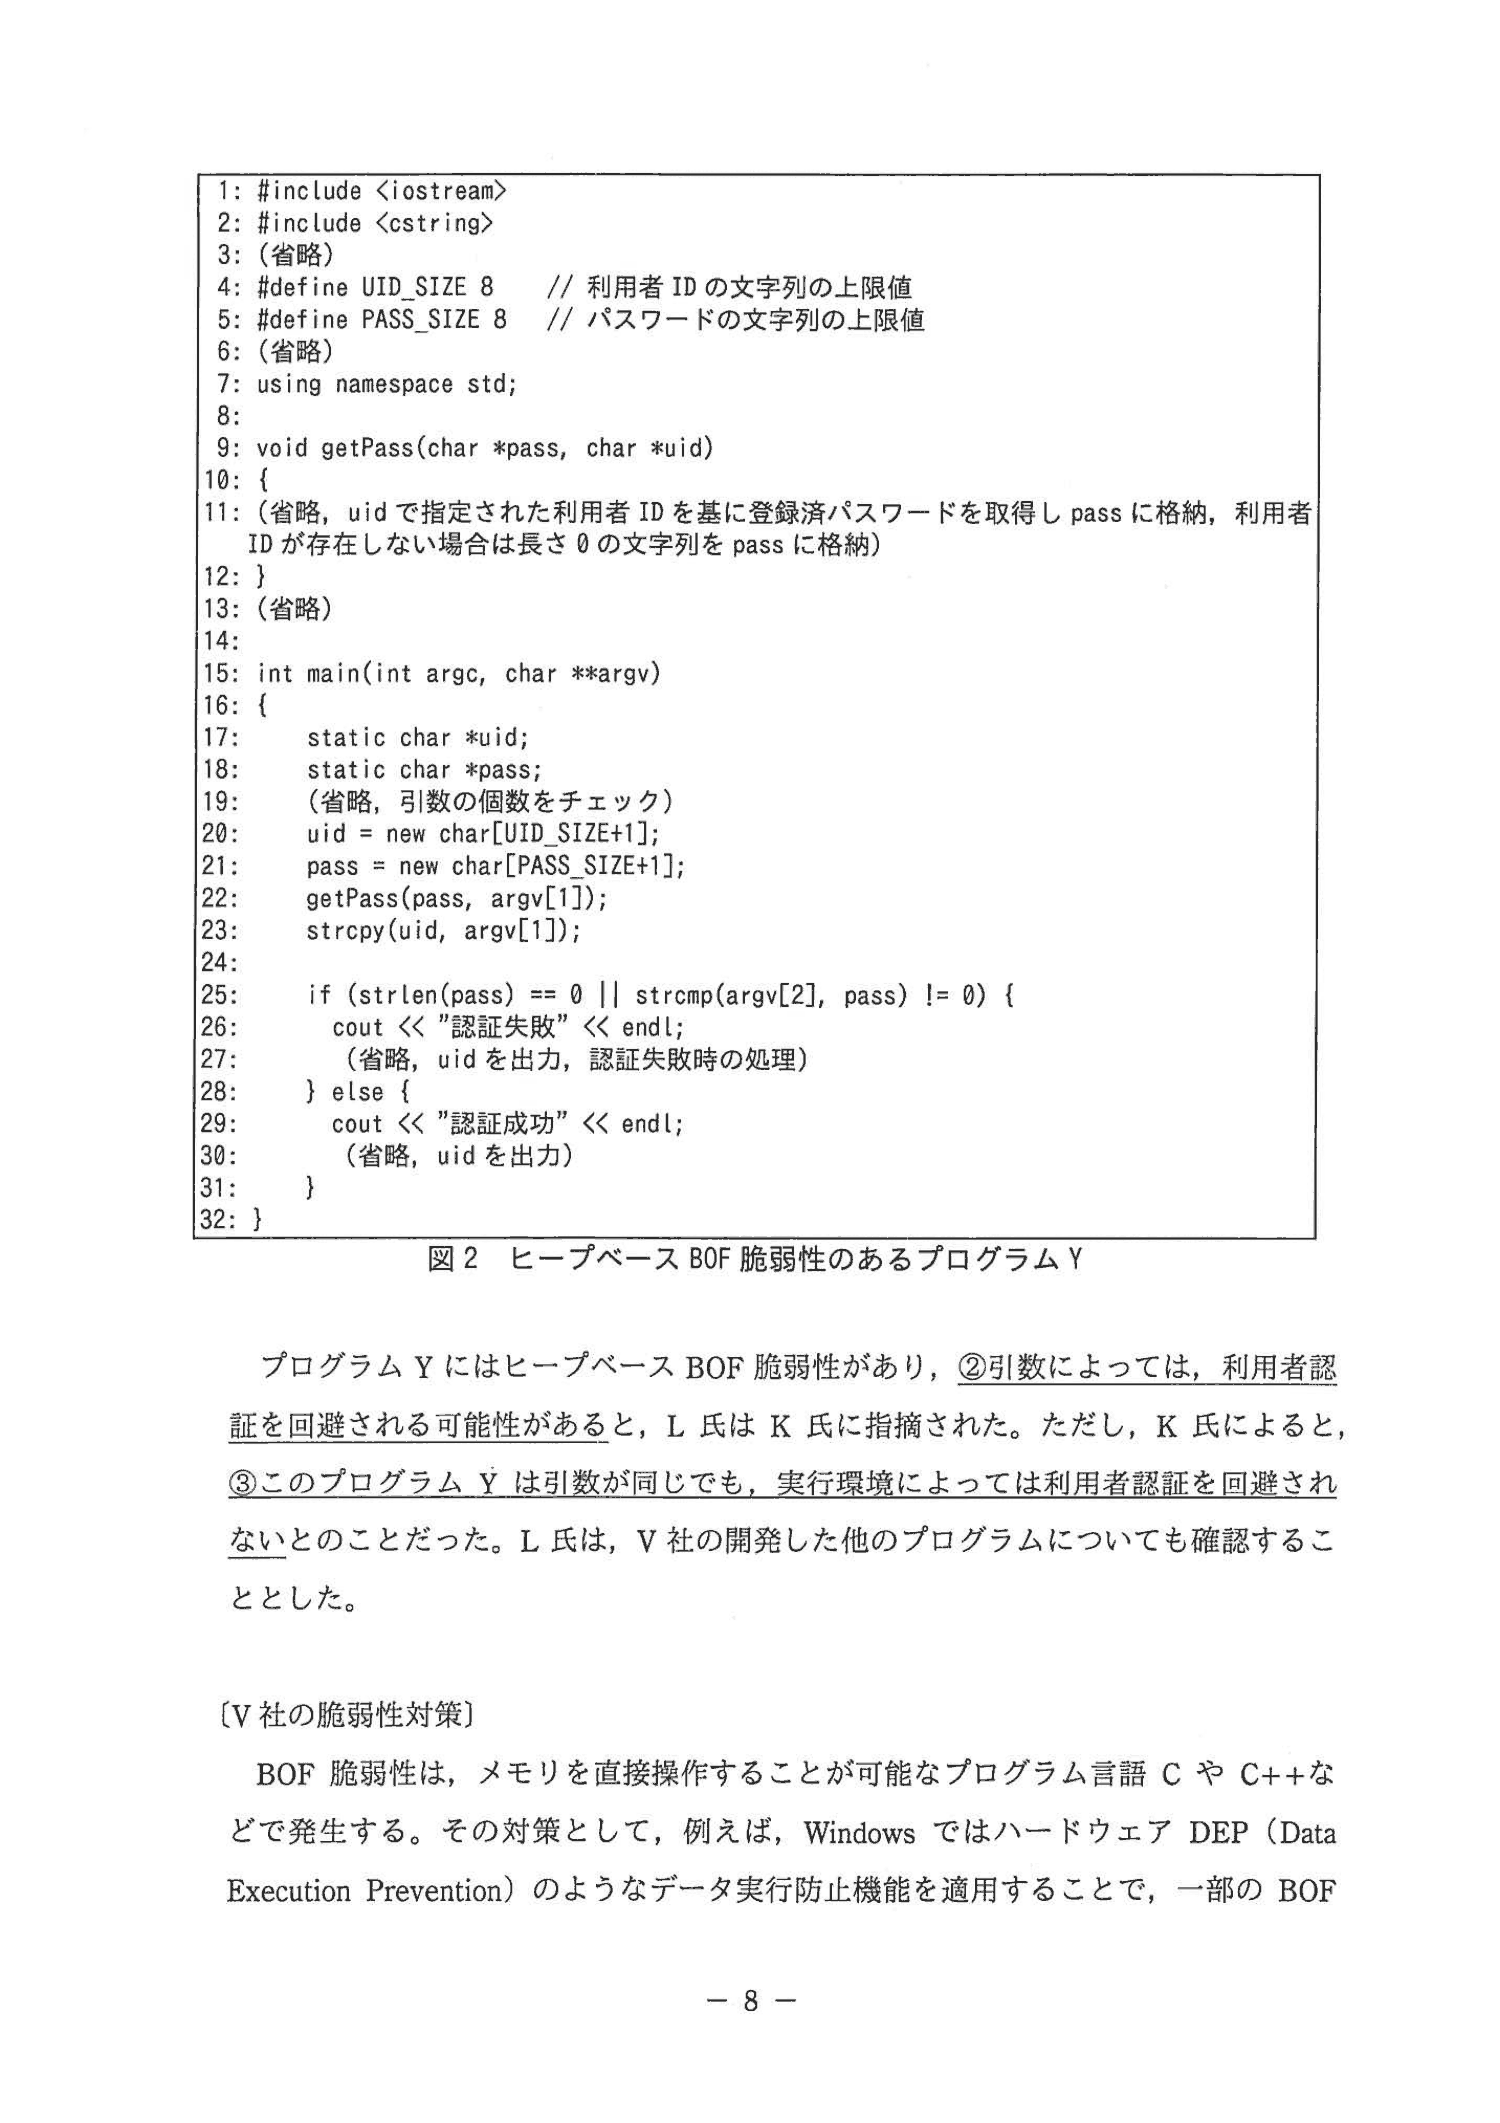 1: #include <iostream>
2: #include <cstring>
3: （省略）
4: #define UID_SIZE 8 // 利用者 ID の文字列の上限値
5: #define PASS_SIZE 8 // パスワードの文字列の上限値
6: （省略）
7: using namespace std;
8:
9: void getPass(char *pass, char *uid)
10: {
11: （省略，uid で指定された利用者 ID を基に登録済パスワードを取得し pass に格納，利用者
ID が存在しない場合は長さ 0 の文字列を pass に格納）
12: }
13: （省略）
14:
15: int main(int argc, char **argv)
16: {
17: static char *uid;
18: static char *pass;
19: （省略，引数の個数をチェック）
20: uid = new char[UID_SIZE+1];
21: pass = new char[PASS_SIZE+1];
22: getPass(pass, argv[1]);
23: strcpy(uid, argv[1]);
24:
25: if (strlen(pass) == 0 || strcmp(argv[2], pass) != 0) {
26: cout << ”認証失敗” << endl;
27: （省略，uid を出力，認証失敗時の処理）
28: } else {
29: cout << ”認証成功” << endl;
30: （省略，uid を出力）
31: }
32: }
図 2 ヒープベース BOF 脆弱性のあるプログラム Y
プログラム Y にはヒープベース BOF 脆弱性があり，②引数によっては，利用者認
証を回避される可能性があると，L 氏は K 氏に指摘された。ただし，K 氏によると，
③このプログラム Y は引数が同じでも，実行環境によっては利用者認証を回避され
ないとのことだった。L 氏は，V 社の開発した他のプログラムについても確認するこ
ととした。
〔V 社の脆弱性対策〕
BOF 脆弱性は，メモリを直接操作することが可能なプログラム言語 C や C++な
どで発生する。その対策として，例えば，Windows ではハードウェア DEP（Data
Execution Prevention）のようなデータ実行防止機能を適用することで，一部の BOF
－ 8 －